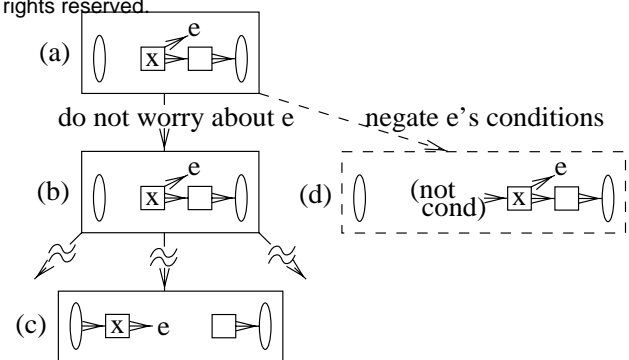 rights reserved.
(a)
x
e
do not worry about e
negate e's conditions
(b)
x
e
(d)
(not
cond)
x
e
(c)
x
e